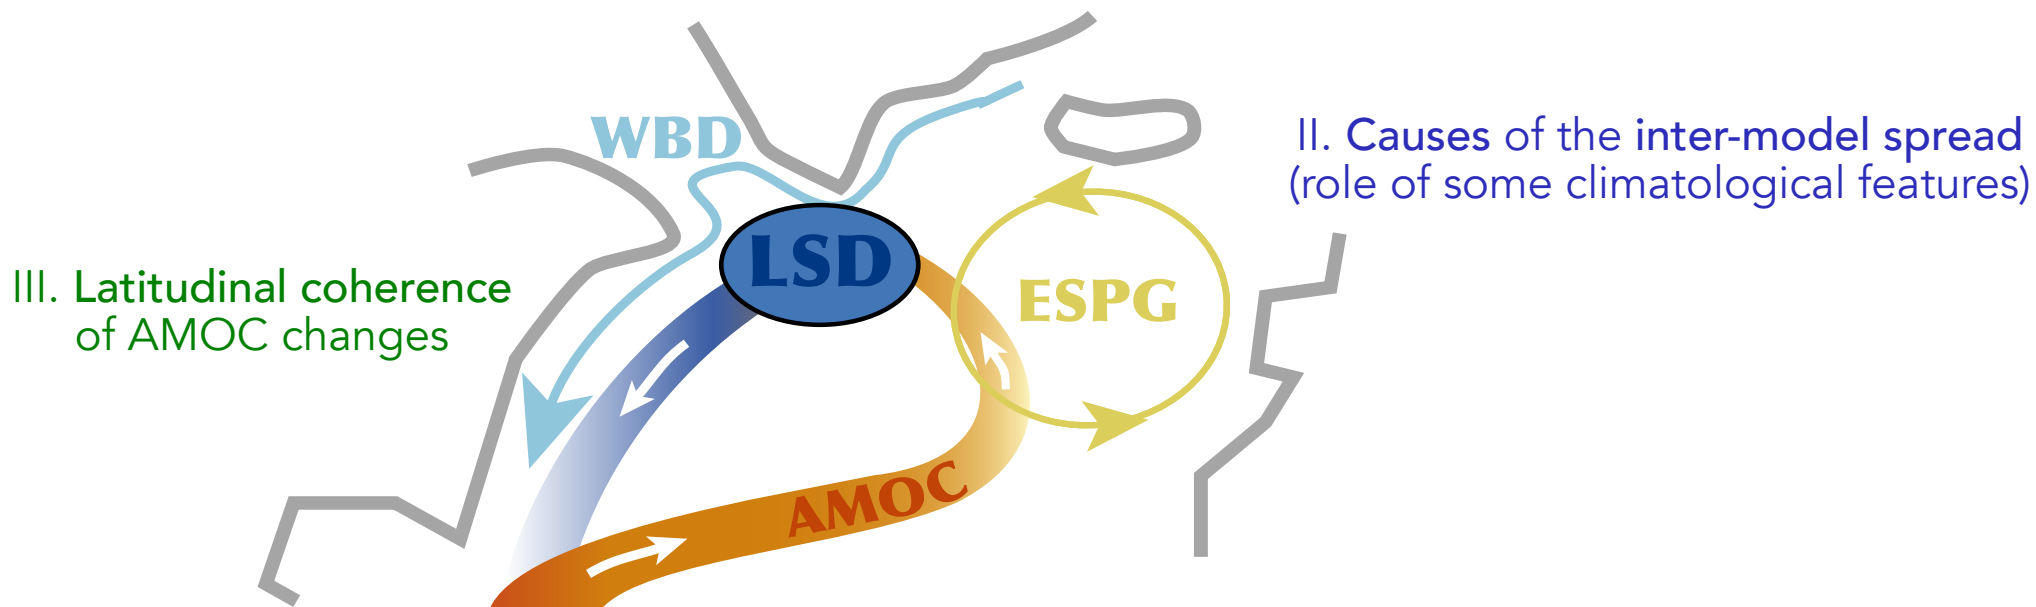 WBD
II. Causes of the inter-model spread
(role of some climatological features)
LSD
III. Latitudinal coherence
of AMOC changes
ESPG
AMOC